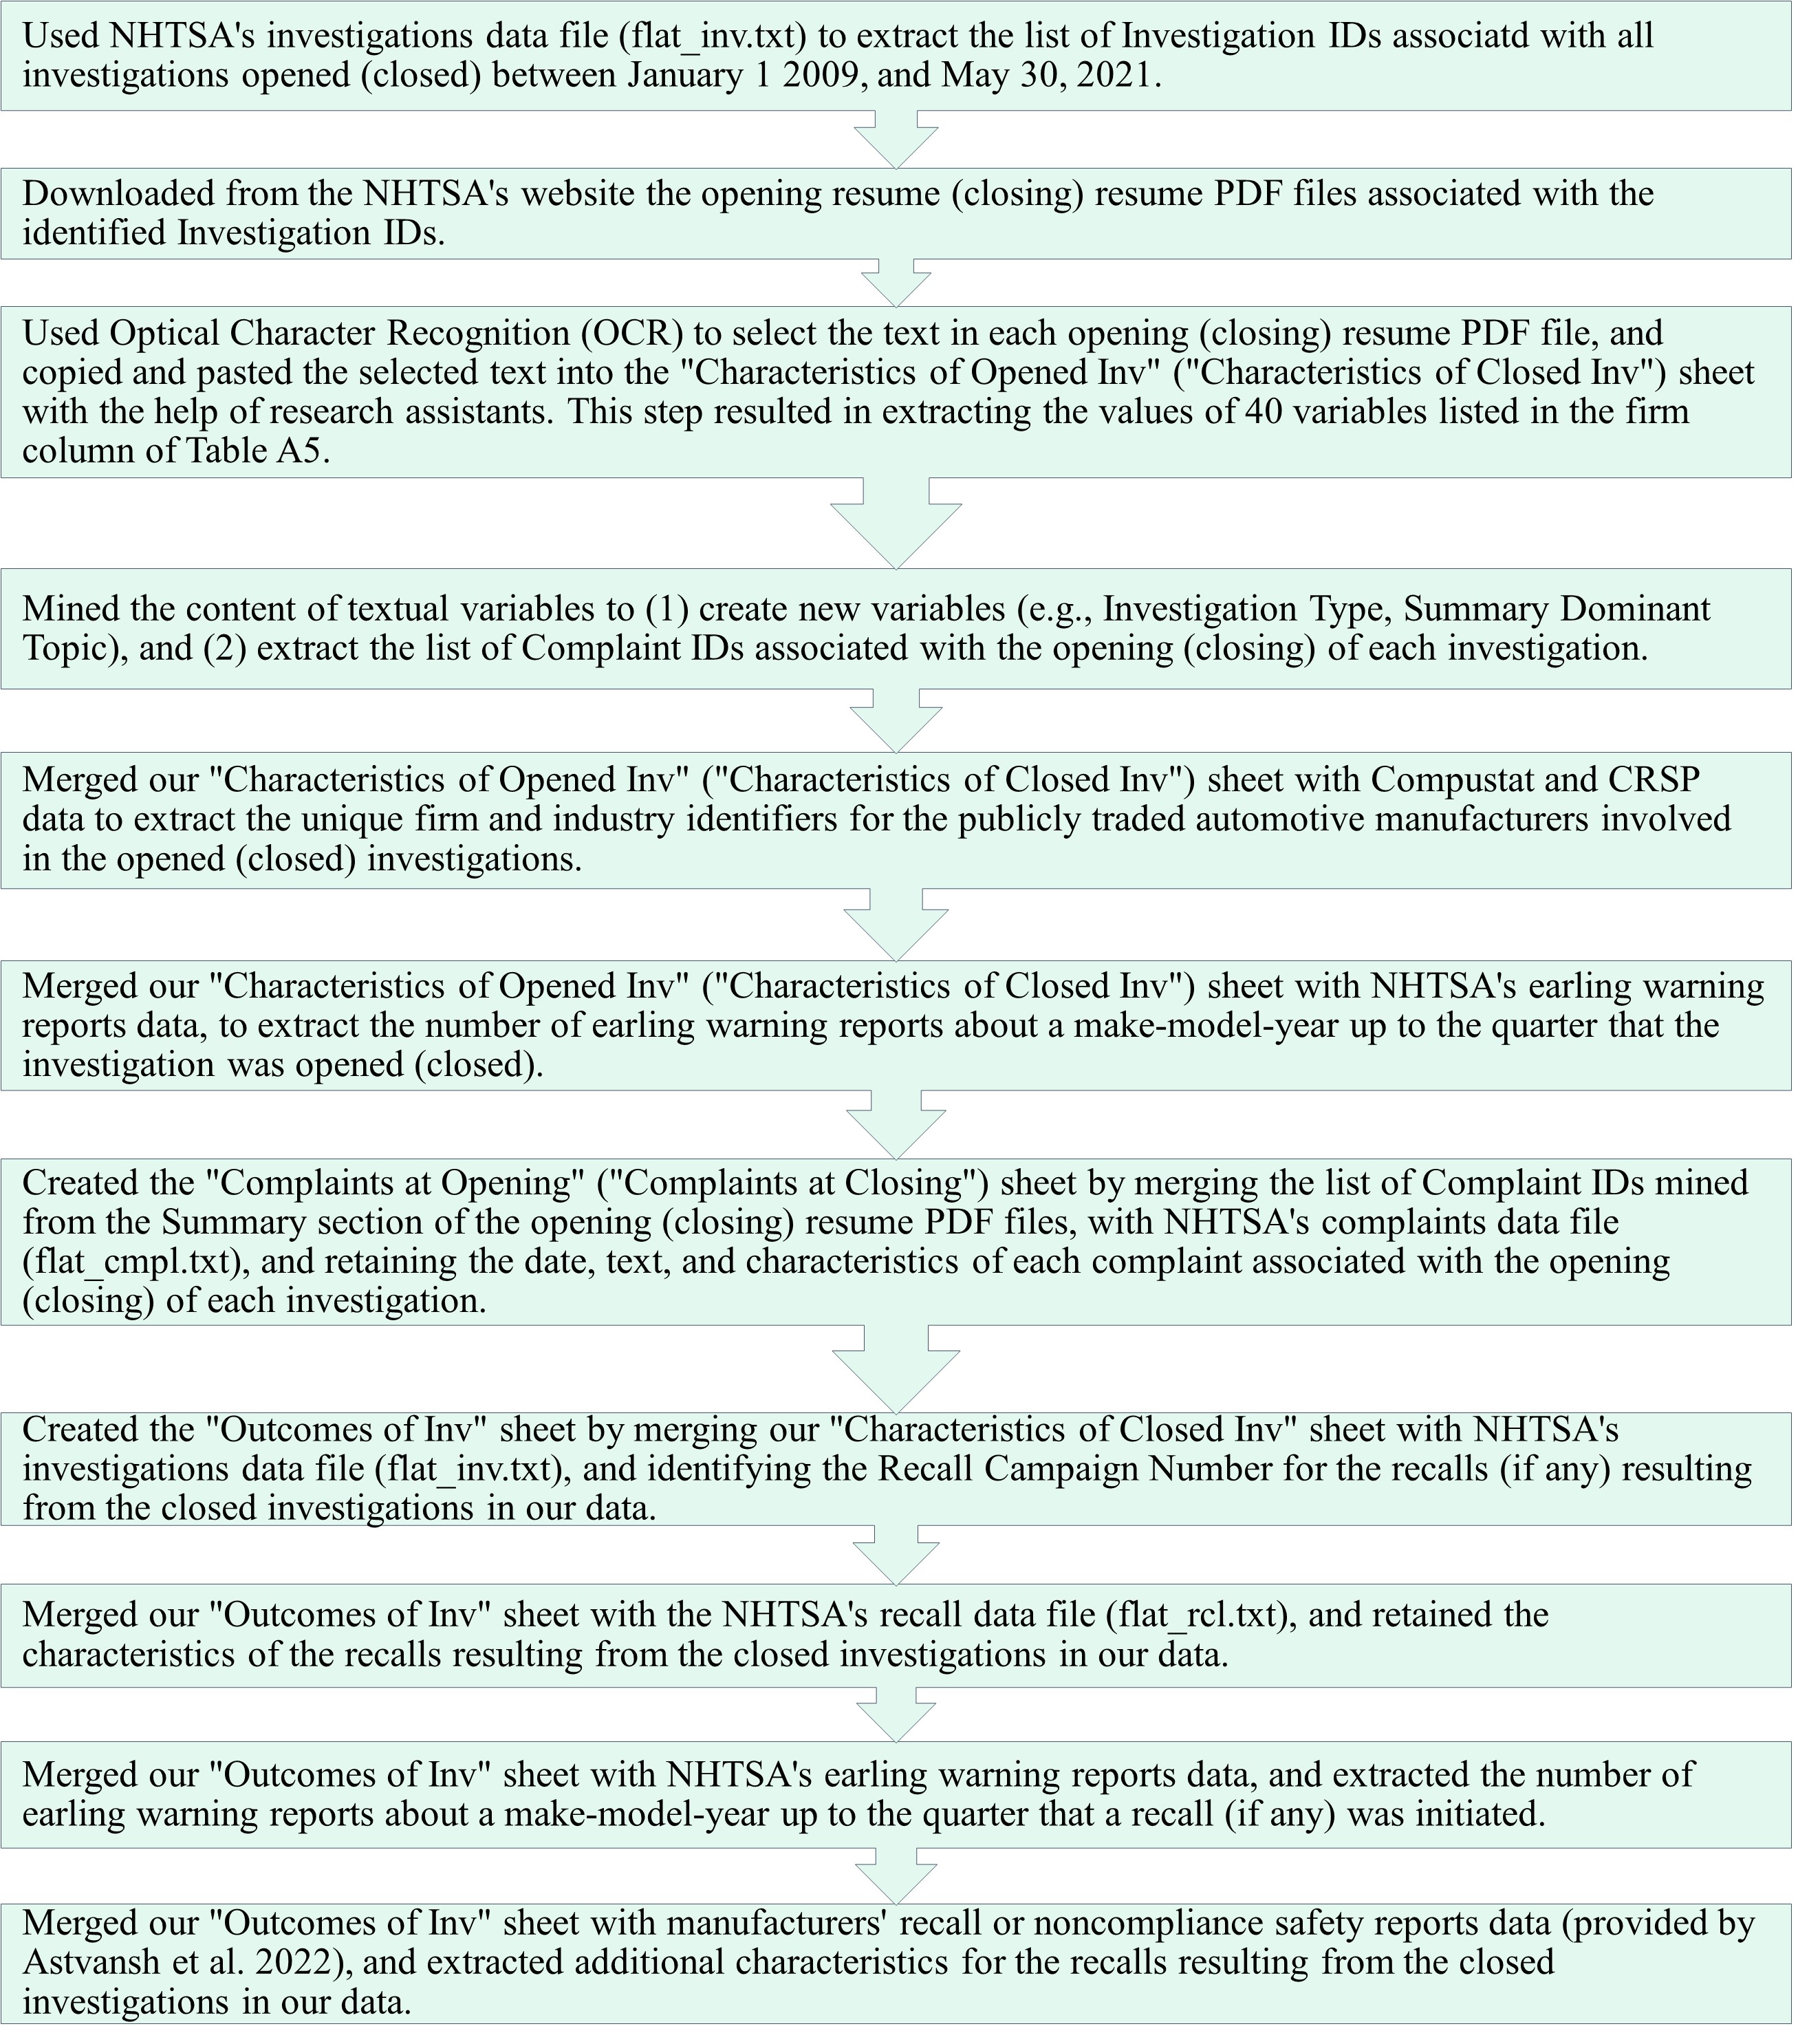 Used NHTSA's investigations data file (flat_inv.txt) to extract the list of Investigation IDs associatd with all
investigations opened (closed) between January 1 2009, and May 30, 2021.
Downloaded from the NHTSA's website the opening resume (closing) resume PDF files associated with the
identified Investigation IDs.
Used Optical Character Recognition (OCR) to select the text in each opening (closing) resume PDF file, and
copied and pasted the selected text into the "Characteristics of Opened Inv" ("Characteristics of Closed Inv") sheet
with the help of research assistants. This step resulted in extracting the values of 40 variables listed in the firm
column of Table A5.
Mined the content of textual variables to (1) create new variables (e.g., Investigation Type, Summary Dominant
Topic), and (2) extract the list of Complaint IDs associated with the opening (closing) of each investigation.
Merged our "Characteristics of Opened Inv" ("Characteristics of Closed Inv") sheet with Compustat and CRSP
data to extract the unique firm and industry identifiers for the publicly traded automotive manufacturers involved
in the opened (closed) investigations.
Merged our "Characteristics of Opened Inv" ("Characteristics of Closed Inv") sheet with NHTSA's earling warning
reports data, to extract the number of earling warning reports about a make-model-year up to the quarter that the
investigation was opened (closed).
Created the "Complaints at Opening" ("Complaints at Closing") sheet by merging the list of Complaint IDs mined
from the Summary section of the opening (closing) resume PDF files, with NHTSA's complaints data file
(flat_cmpl.txt), and retaining the date, text, and characteristics of each complaint associated with the opening
(closing) of each investigation.
Created the "Outcomes of Inv" sheet by merging our "Characteristics of Closed Inv" sheet with NHTSA's
investigations data file (flat_inv.txt), and identifying the Recall Campaign Number for the recalls (if any) resulting
from the closed investigations in our data.
Merged our "Outcomes of Inv" sheet with the NHTSA's recall data file (flat_rcl.txt), and retained the
characteristics of the recalls resulting from the closed investigations in our data.
Merged our "Outcomes of Inv" sheet with NHTSA's earling warning reports data, and extracted the number of
earling warning reports about a make-model-year up to the quarter that a recall (if any) was initiated.
Merged our "Outcomes of Inv" sheet with manufacturers' recall or noncompliance safety reports data (provided by
Astvansh et al. 2022), and extracted additional characteristics for the recalls resulting from the closed
investigations in our data.